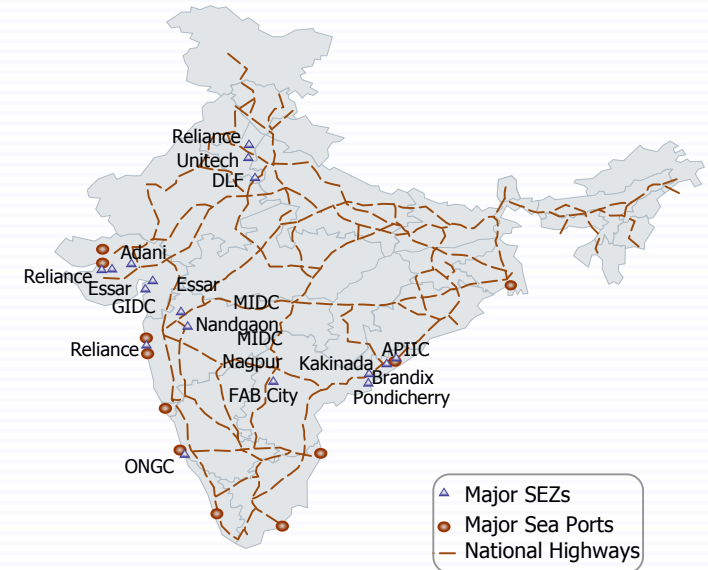 Reliance
Unitech
DLF
Adani
Reliance
Essar
GIDC
Essar
MIDC
Nandgaon
MIDC
Reliance
Nagpur
Kakinada
APIIC
Brandix
FAB City
Pondicherry
ONGC
Major SEZs
Major Sea Ports
National Highways